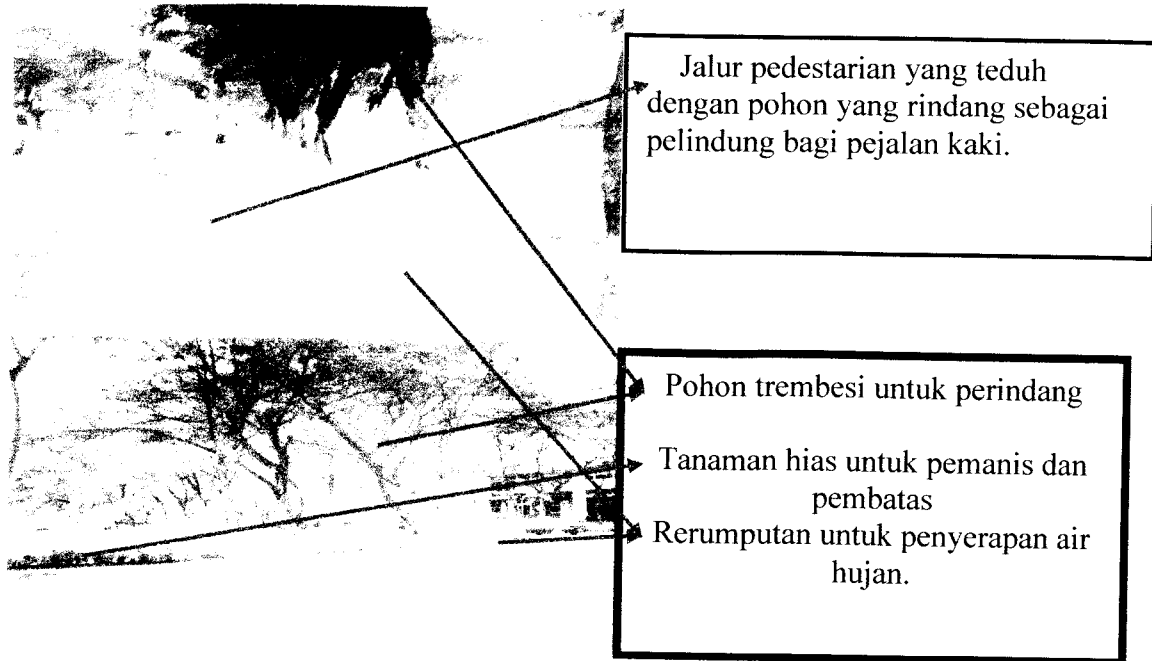 Jalur pedestarian yang teduh
dengan pohon yang rindang sebagai
pelindung bagi pejalan kaki.
Pohon trembesi untuk perindang
Tanaman hias untuk pemanis dan
pembatas
Rerumputan untuk penyerapan air
hujan.